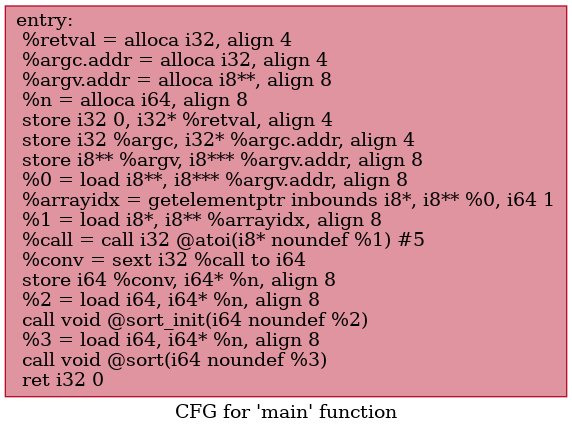 entry:
%retval = alloca i32, align 4
%argc.addr = alloca i32, align 4
%argv.addr = alloca i8**, align 8
%n = alloca i64, align 8
store i32 0, i32* %retval, align 4
store i32 %argc, i32* %argc.addr, align 4
store i8** %argv, i8*** %argv.addr, align 8
%0 = load i8**, i8*** %argv.addr, align 8
%arrayidx = getelementptr inbounds i8*, i8** %0, i64 1
%1 = load i8*, i8** %arrayidx, align 8
%call = call i32 @atoi(i8* noundef %1) #5
%conv = sext i32 %call to i64
store i64 %conv, i64* %n, align 8
%2 = load i64, i64* %n, align 8
call void @sort_init(i64 noundef %2)
%3 = load i64, i64* %n, align 8
call void @sort(i64 noundef %3)
ret i32 0
CFG for 'main' function